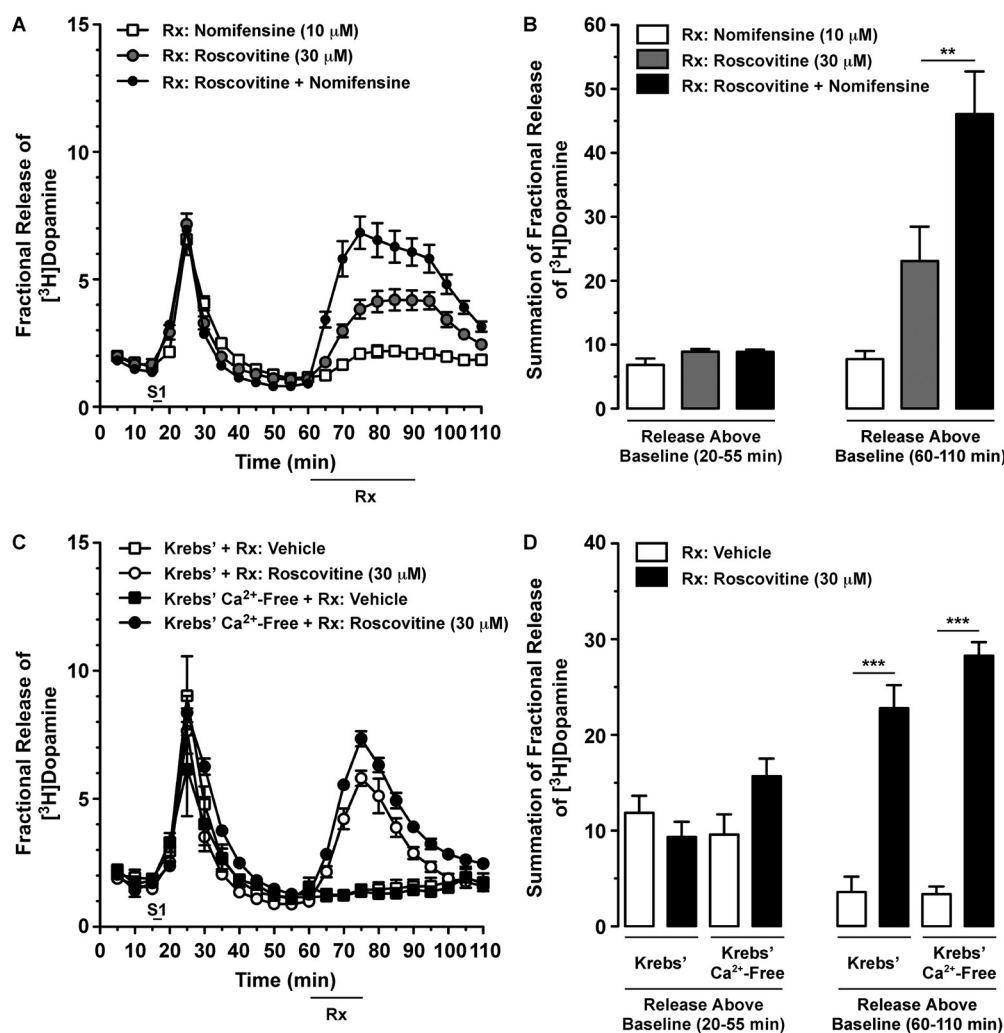 A
15
10
5
0
Fractional Release of
[³H]Dopamine
Rx: Nomifensine (10 μM)
Rx: Roscovitine (30 μM)
Rx: Roscovitine + Nomifensine
S1
0 10 20 30 40 50 60 70 80 90 100 110
Time (min)
Rx
B
60
50
40
30
20
10
0
Summation of Fractional Release
of [³H]Dopamine
Rx: Nomifensine (10 μM)
Rx: Roscovitine (30 μM)
Rx: Roscovitine + Nomifensine
**
Release Above
Baseline (20-55 min)
Release Above
Baseline (60-110 min)
C
15
10
5
0
Fractional Release of
[³H]Dopamine
Krebs' + Rx: Vehicle
Krebs' + Rx: Roscovitine (30 μM)
Krebs' Ca²⁺-Free + Rx: Vehicle
Krebs' Ca²⁺-Free + Rx: Roscovitine (30 μM)
S1
0 10 20 30 40 50 60 70 80 90 100 110
Time (min)
Rx
D
40
30
20
10
0
Summation of Fractional Release
of [³H]Dopamine
Rx: Vehicle
Rx: Roscovitine (30 μM)
***
***
Krebs'
Krebs'
Ca²⁺-Free
Krebs'
Krebs'
Ca²⁺-Free
Release Above
Baseline (20-55 min)
Release Above
Baseline (60-110 min)